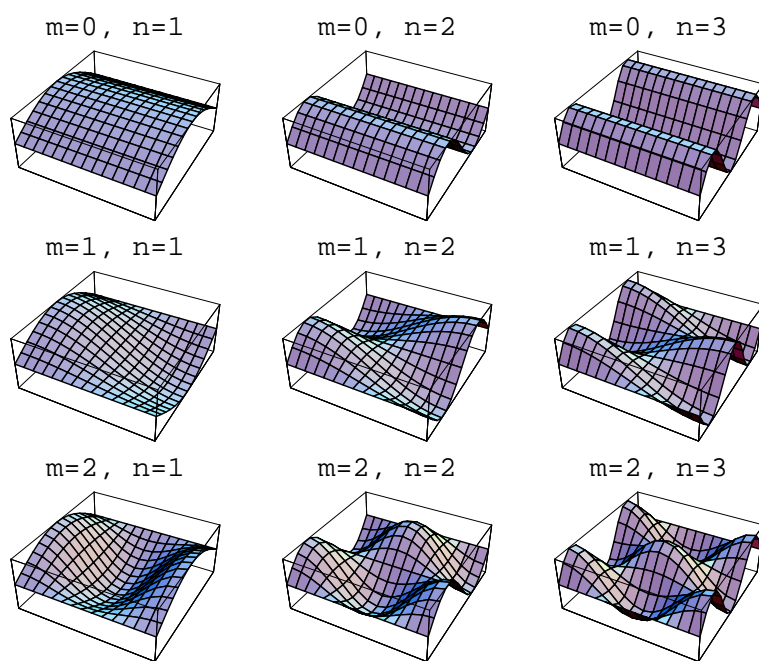 m=0, n=1 m=0, n=2 m=0, n=3
m=1, n=1 m=1, n=2 m=1, n=3
m=2, n=1 m=2, n=2 m=2, n=3